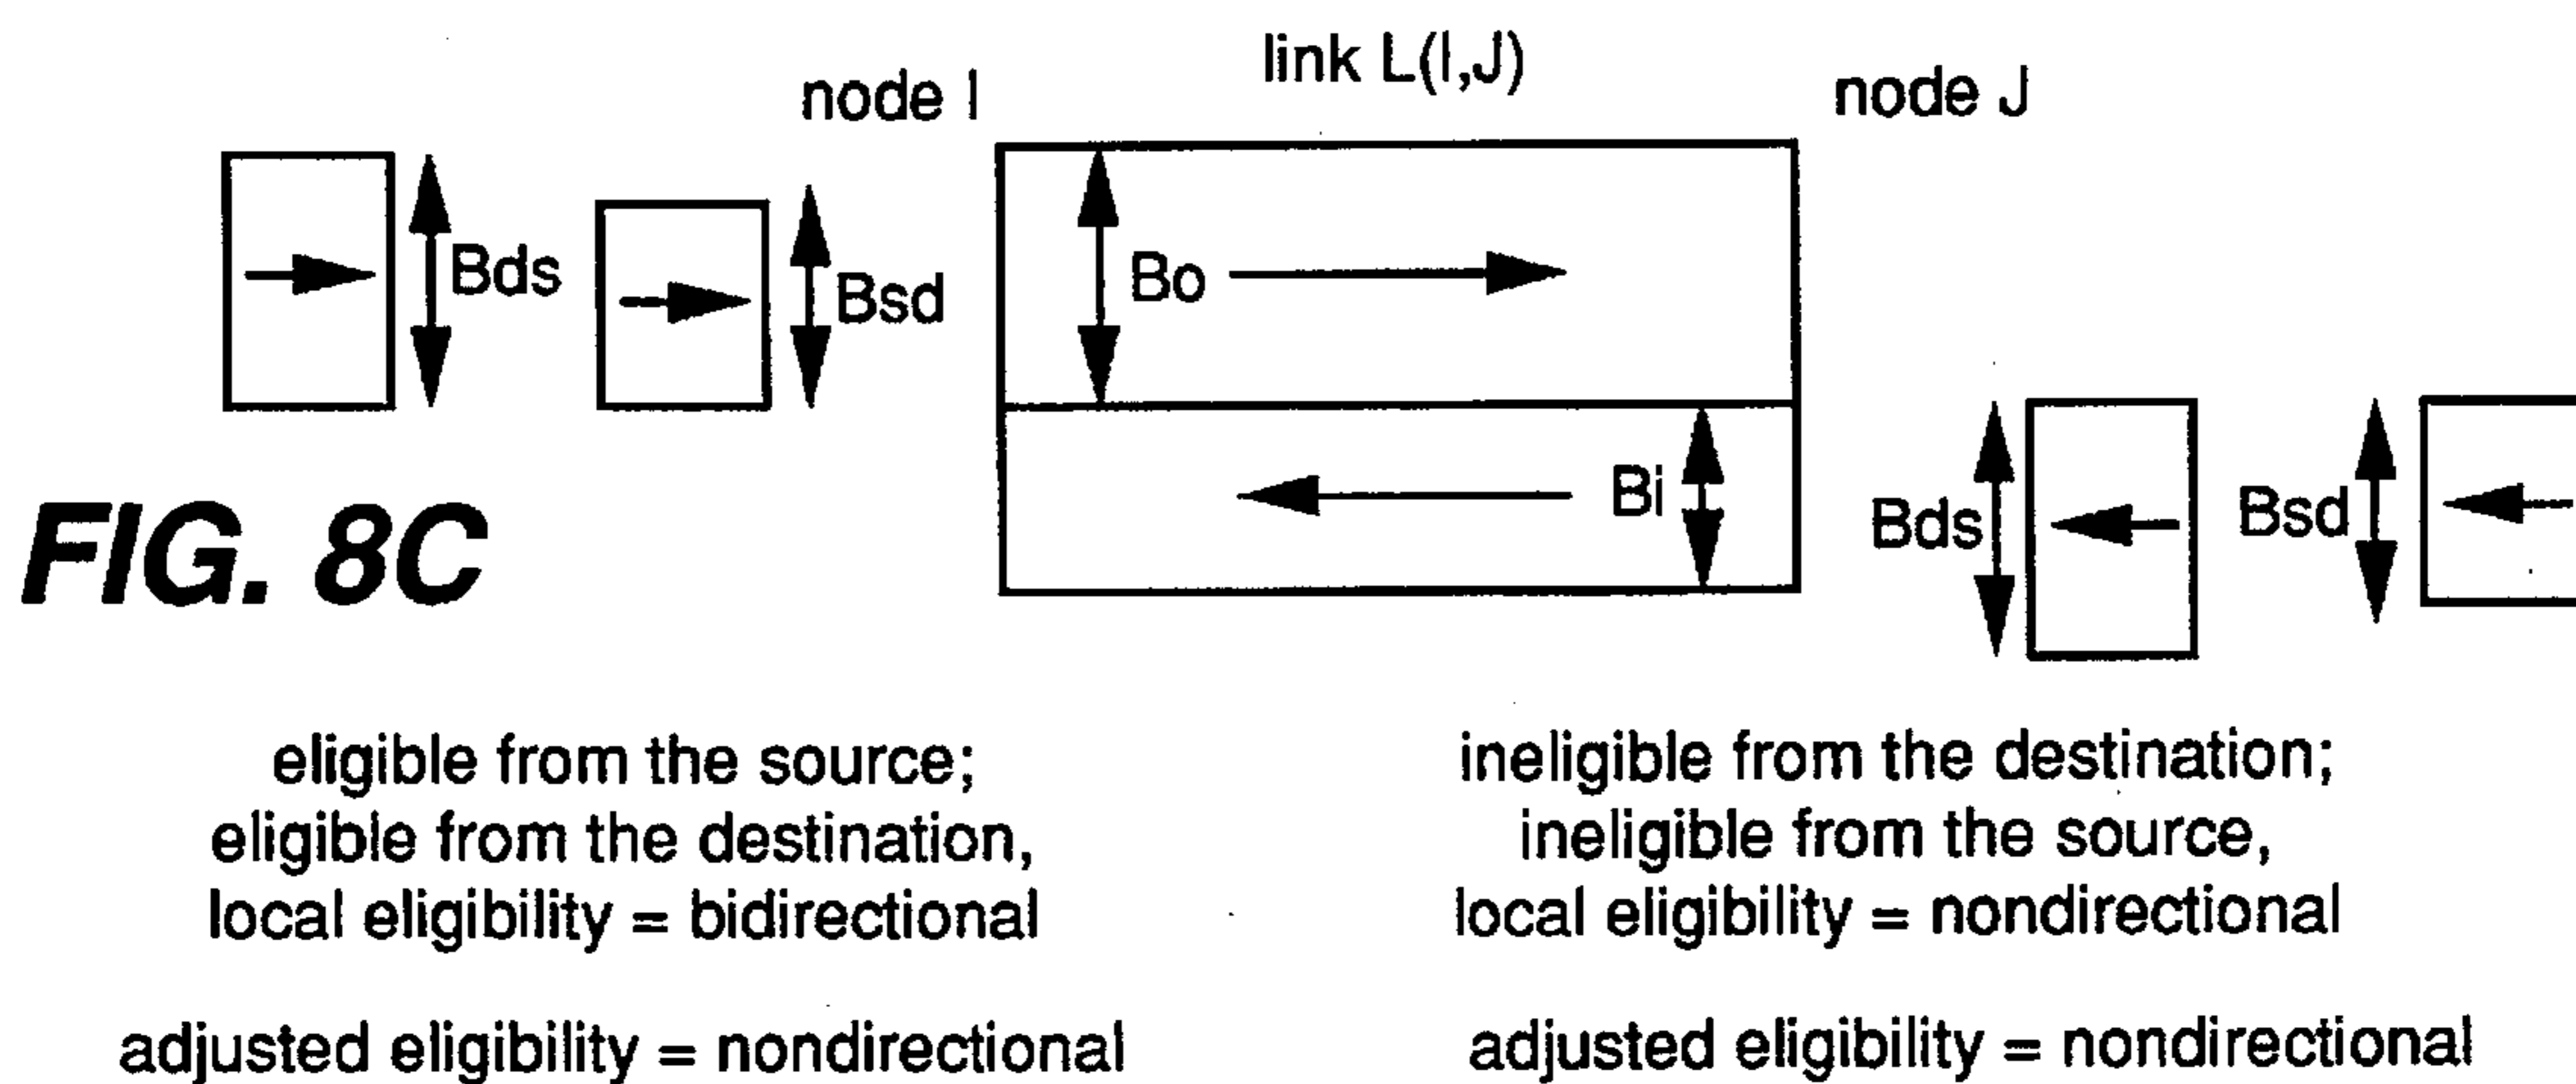 link L(I,J)
node I
node J
Bds
Bsd
Bo
Bi
Bds
Bsd
FIG. 8C
eligible from the source;
eligible from the destination,
local eligibility = bidirectional
adjusted eligibility = nondirectional
ineligible from the destination;
ineligible from the source,
local eligibility = nondirectional
adjusted eligibility = nondirectional